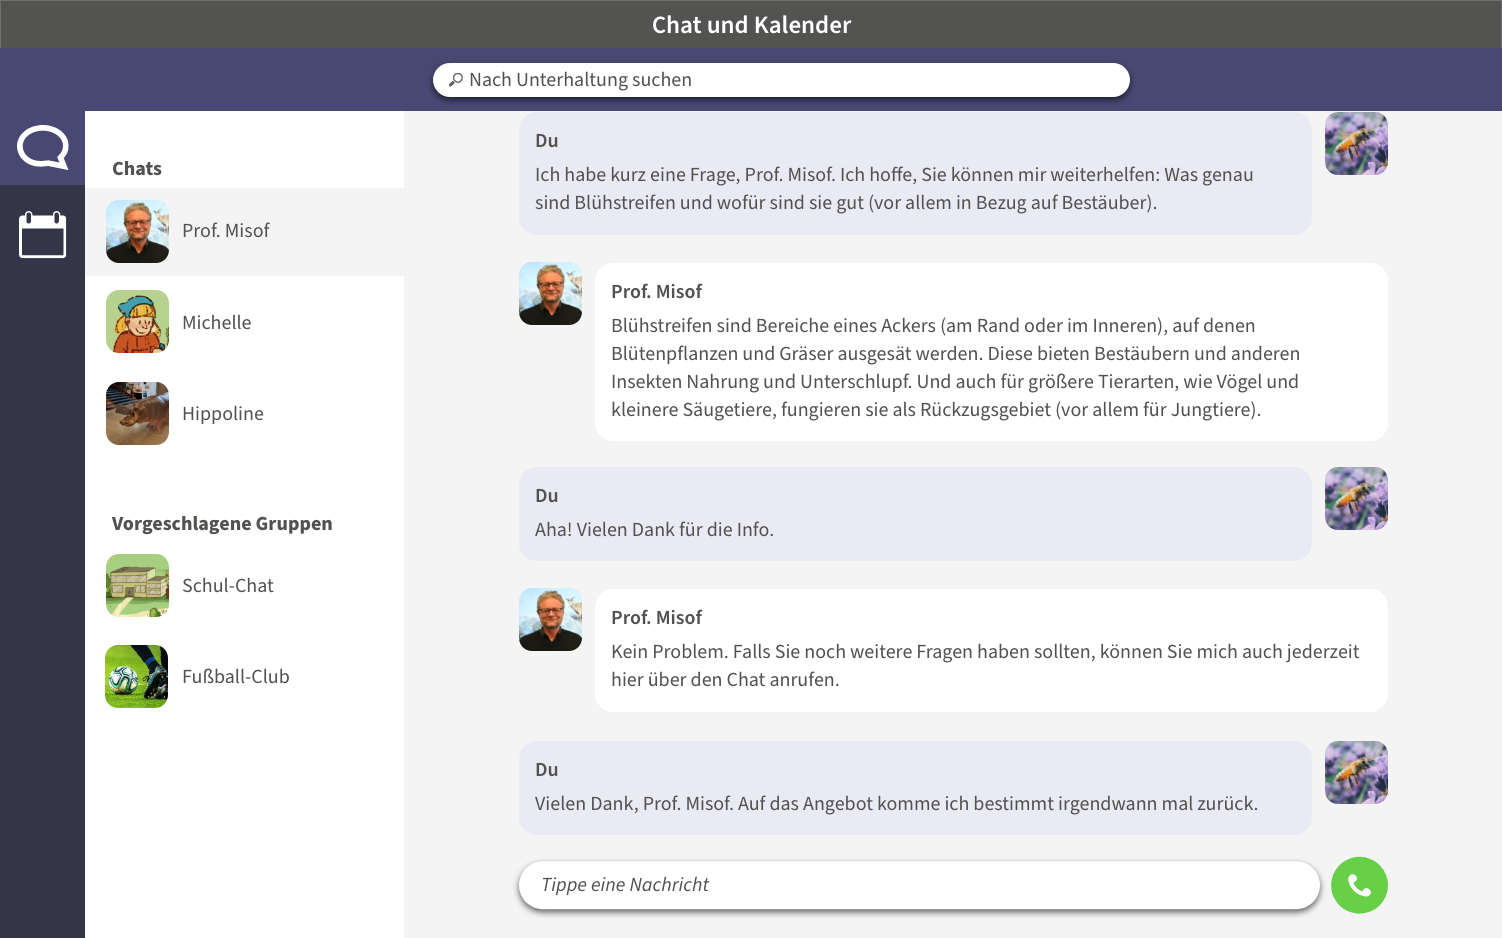 Chat und Kalender
Nach Unterhaltung suchen
Chats
Prof. Misof
Michelle
Hippoline
Vorgeschlagene Gruppen
Schul-Chat
Fußball-Club
Du
Ich habe kurz eine Frage, Prof. Misof. Ich hoffe, Sie können mir weiterhelfen: Was genau
sind Blühstreifen und wofür sind sie gut (vor allem in Bezug auf Bestäuber).
Prof. Misof
Blühstreifen sind Bereiche eines Ackers (am Rand oder im Inneren), auf denen
Blütenpflanzen und Gräser ausgesät werden. Diese bieten Bestäubern und anderen
Insekten Nahrung und Unterschlupf. Und auch für größere Tierarten, wie Vögel und
kleinere Säugetiere, fungieren sie als Rückzugsgebiet (vor allem für Jungtiere).
Du
Aha! Vielen Dank für die Info.
Prof. Misof
Kein Problem. Falls Sie noch weitere Fragen haben sollten, können Sie mich auch jederzeit
hier über den Chat anrufen.
Du
Vielen Dank, Prof. Misof. Auf das Angebot komme ich bestimmt irgendwann mal zurück.
Tippe eine Nachricht